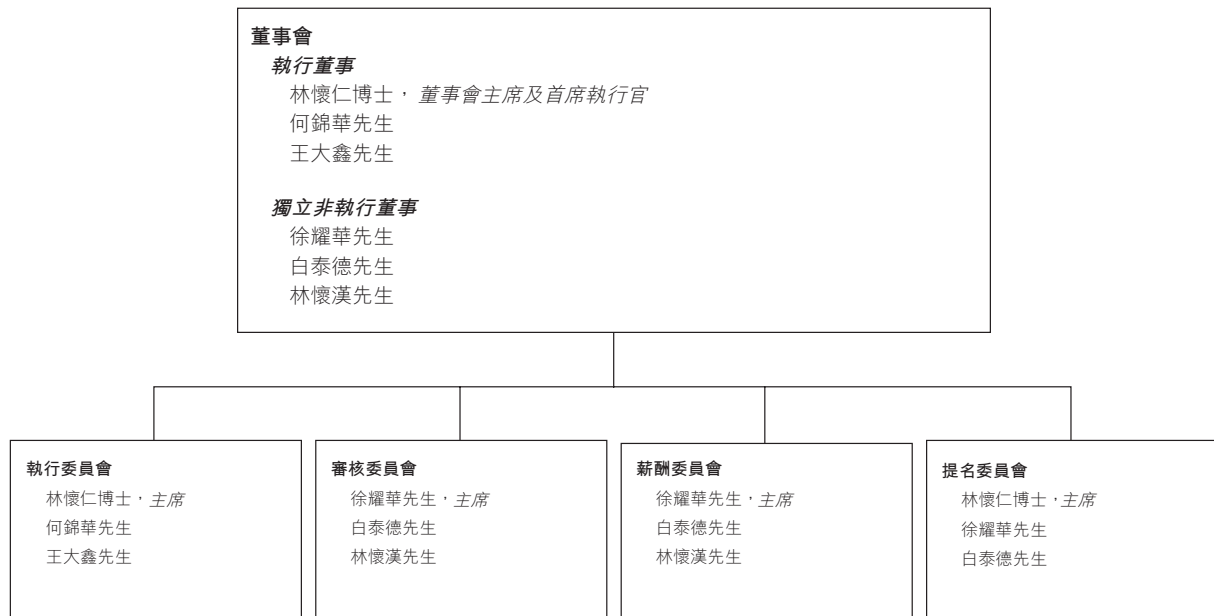 董事會
執行董事
林懷仁博士，董事會主席及首席執行官
何錦華先生
王大鑫先生
獨立非執行董事
徐耀華先生
白泰德先生
林懷漢先生
執行委員會
林懷仁博士，主席
何錦華先生
王大鑫先生
審核委員會
徐耀華先生，主席
白泰德先生
林懷漢先生
薪酬委員會
徐耀華先生，主席
白泰德先生
林懷漢先生
提名委員會
林懷仁博士，主席
徐耀華先生
白泰德先生